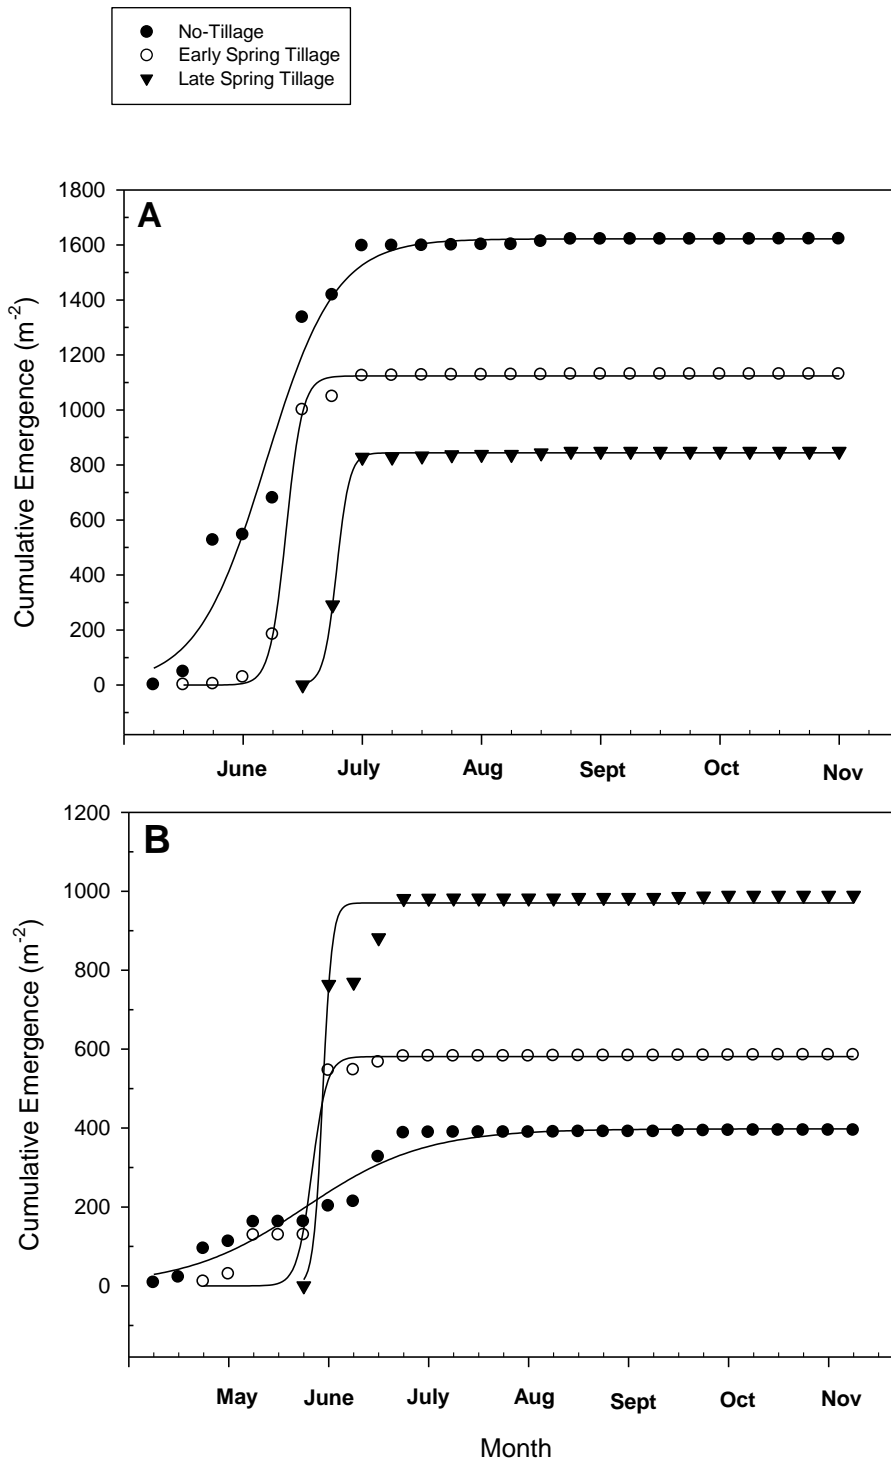 No-Tillage
Early Spring Tillage
Late Spring Tillage
A
Cumulative Emergence (m-2)
1800
1600
1400
1200
1000
800
600
400
200
0
June July Aug Sept Oct Nov
B
Cumulative Emergence (m-2)
1200
1000
800
600
400
200
0
May June July Aug Sept Oct Nov
Month